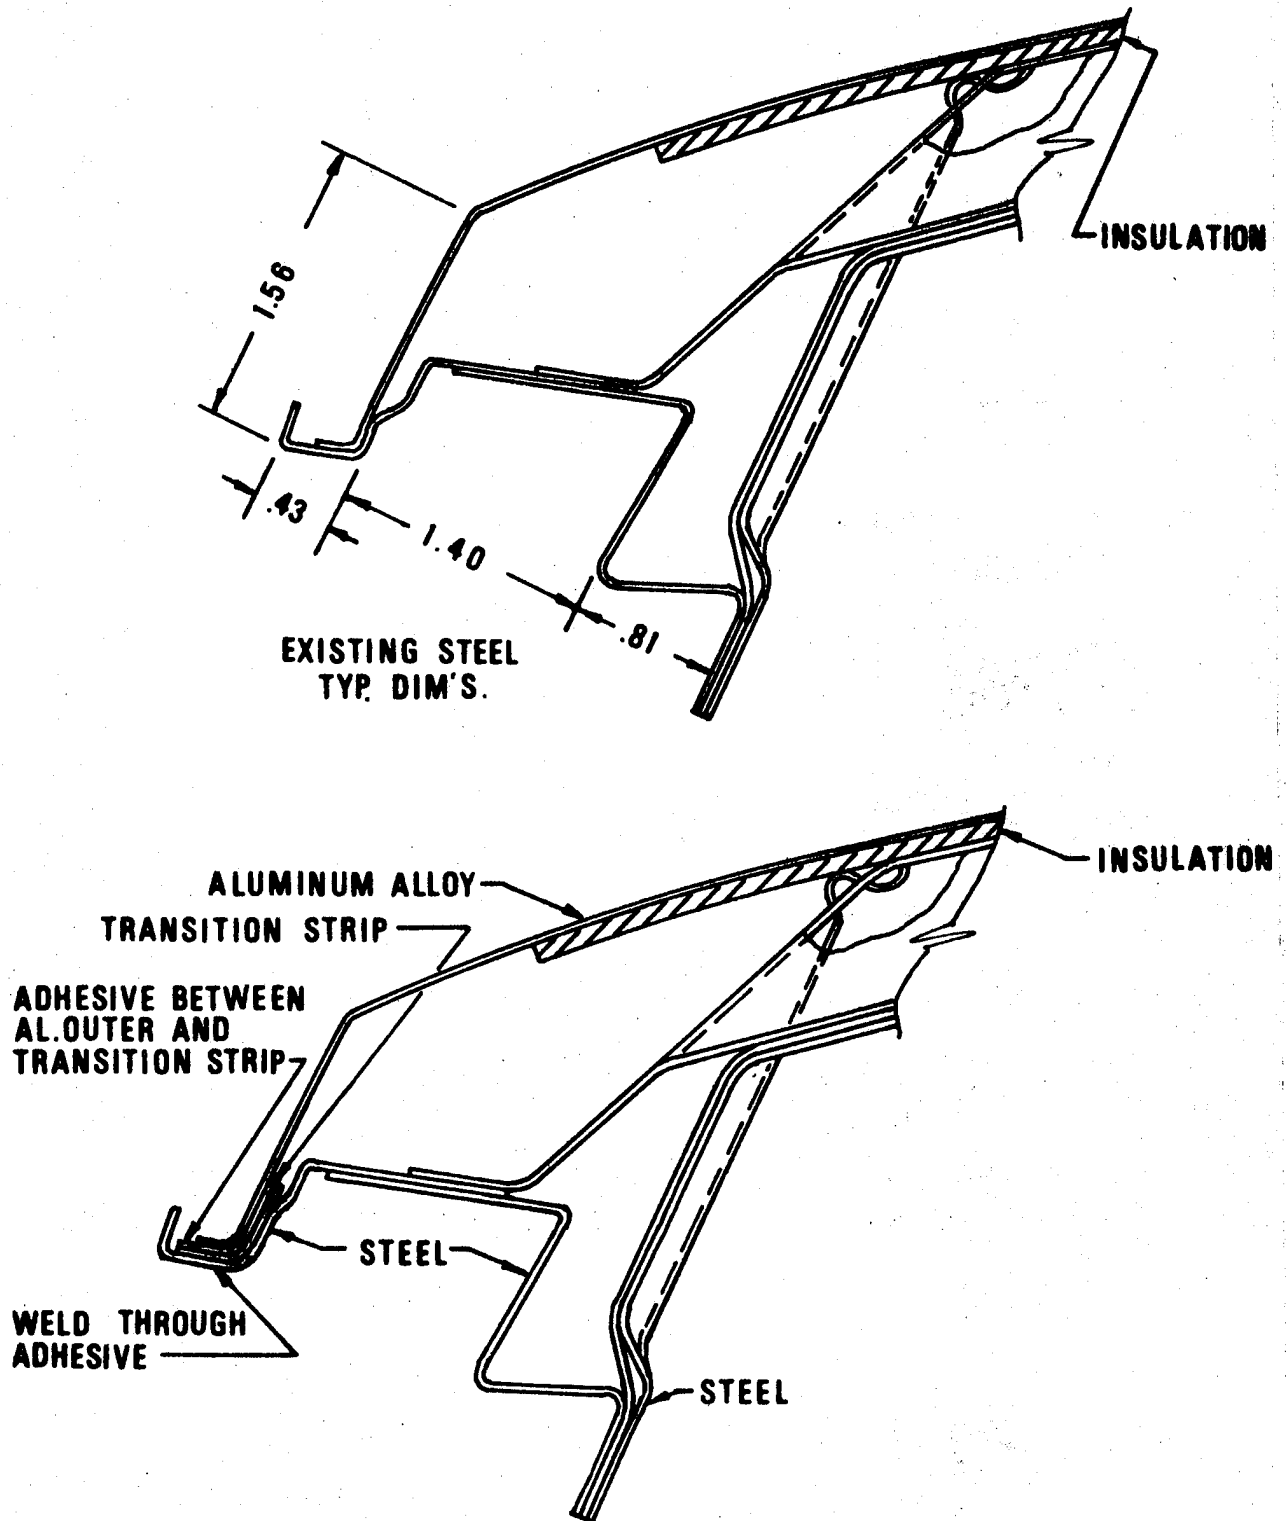 INSULATION
1.56
.43
1.40
.81
EXISTING STEEL
TYP. DIM'S.
INSULATION
ALUMINUM ALLOY
TRANSITION STRIP
ADHESIVE BETWEEN
AL.OUTER AND
TRANSITION STRIP
STEEL
WELD THROUGH
ADHESIVE
STEEL